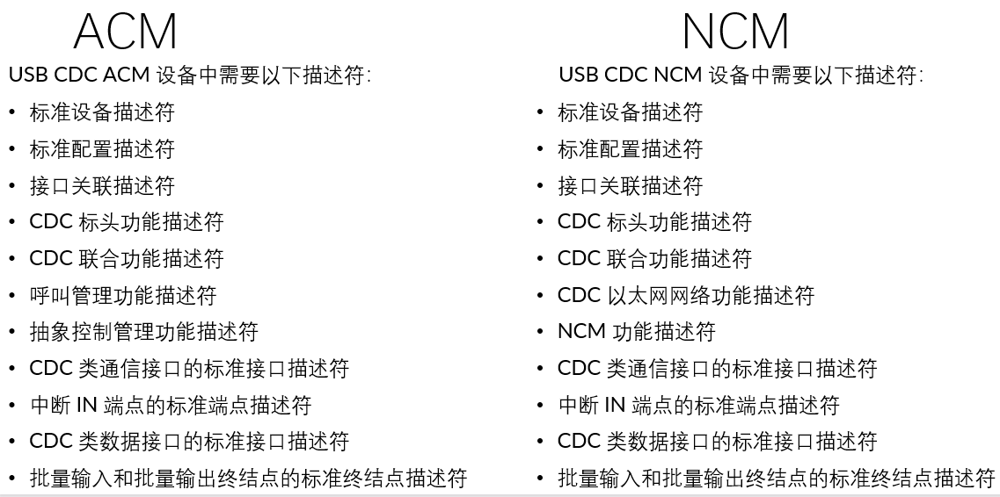 ACM
USB CDC ACM 设备中需要以下描述符：
• 标准设备描述符
• 标准配置描述符
• 接口关联描述符
• CDC 标头功能描述符
• CDC 联合功能描述符
• 呼叫管理功能描述符
• 抽象控制管理功能描述符
• CDC 类通信接口的标准接口描述符
• 中断 IN 端点的标准端点描述符
• CDC 类数据接口的标准接口描述符
• 批量输入和批量输出终结点的标准终结点描述符
NCM
USB CDC NCM 设备中需要以下描述符：
• 标准设备描述符
• 标准配置描述符
• 接口关联描述符
• CDC 标头功能描述符
• CDC 联合功能描述符
• CDC 以太网网络功能描述符
• NCM 功能描述符
• CDC 类通信接口的标准接口描述符
• 中断 IN 端点的标准端点描述符
• CDC 类数据接口的标准接口描述符
• 批量输入和批量输出终结点的标准终结点描述符